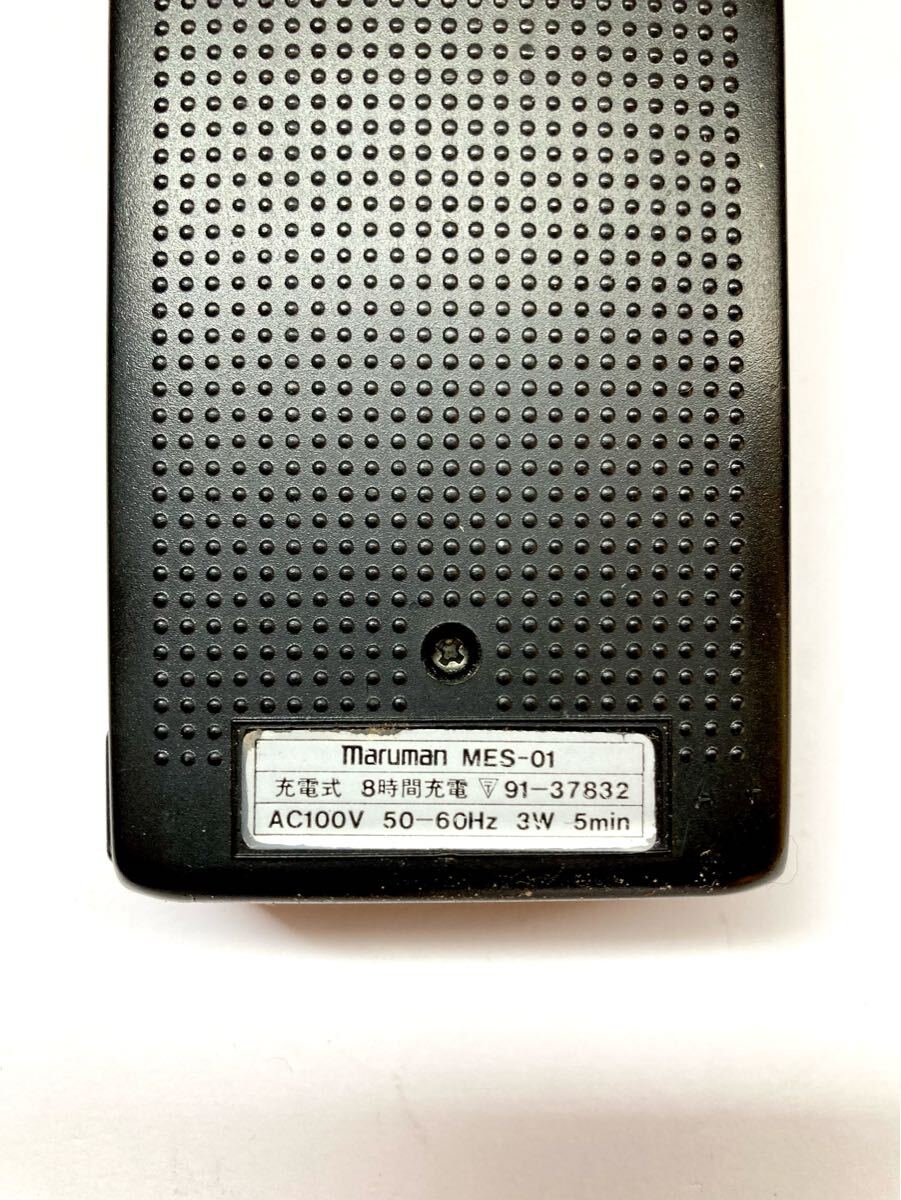 maruman MES-01
充電式 8時間充電 〒 91-37832
AC100V 50-60Hz 3W 5min